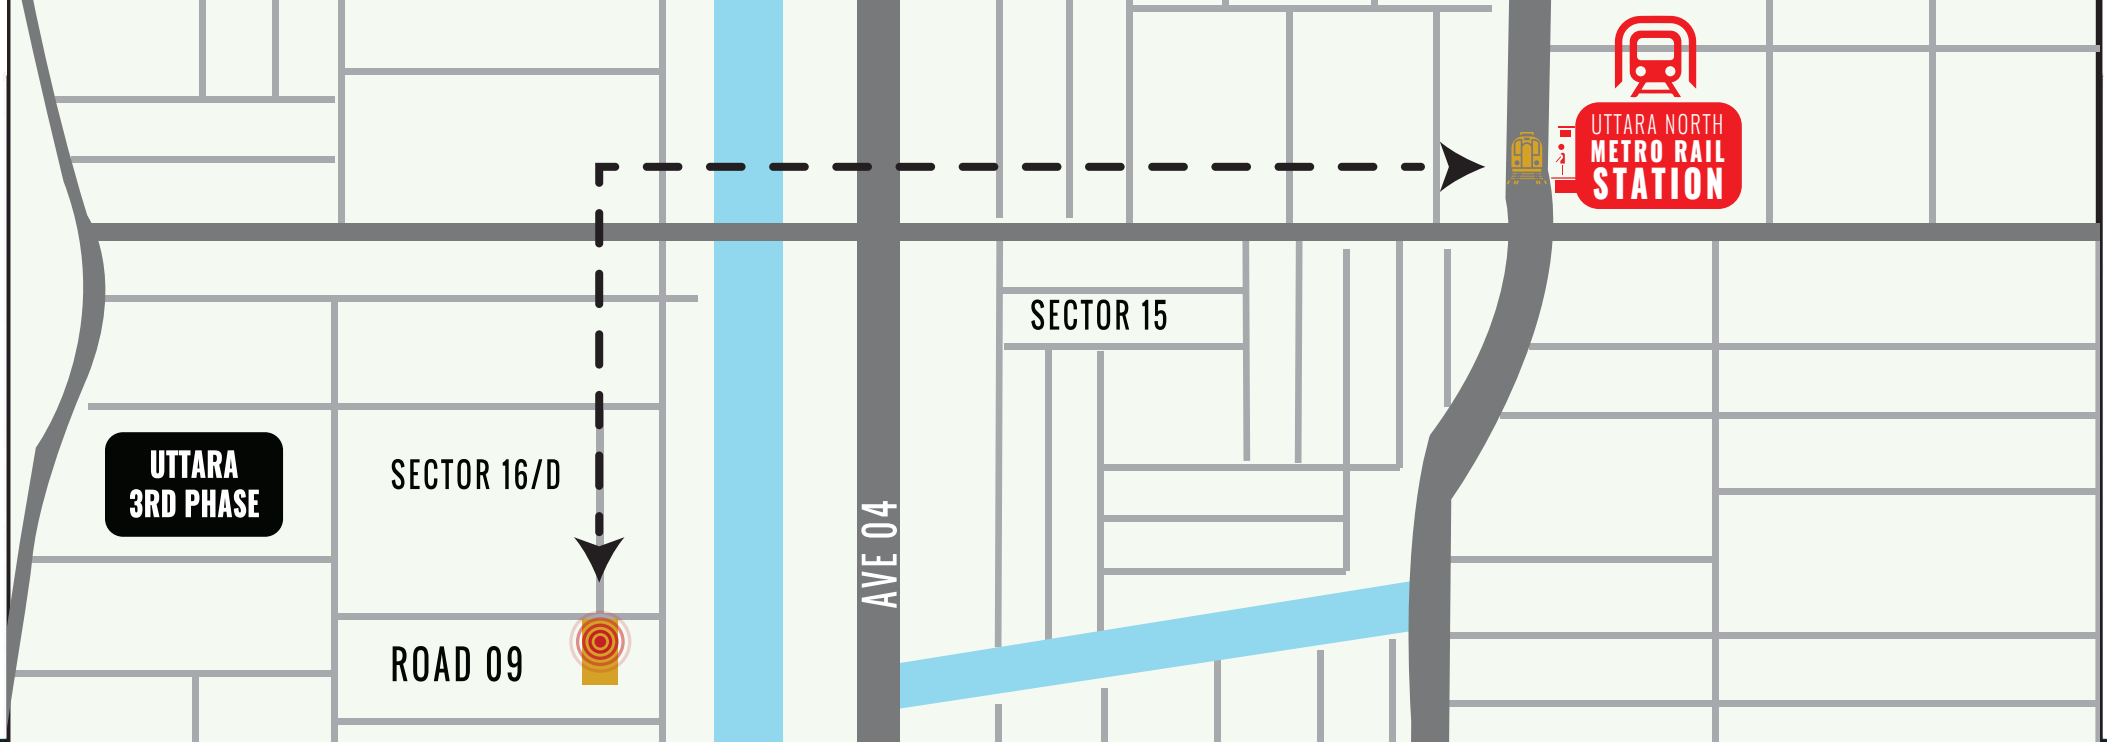 UTTARA NORTH
METRO RAIL
STATION
SECTOR 15
UTTARA
3RD PHASE
SECTOR 16/D
AVE 04
ROAD 09